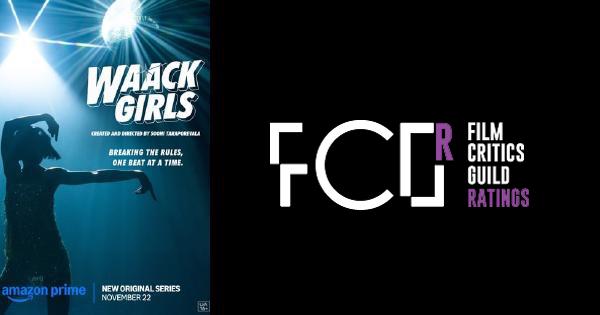 WAACK
GIRLS
CREATED AND DIRECTED BY SOONI TARAPOREVALA
BREAKING THE RULES,
ONE BEAT AT A TIME.
amazon prime
NEW ORIGINAL SERIES
NOVEMBER 22
FCGR
FILM
CRITICS
GUILD
RATINGS